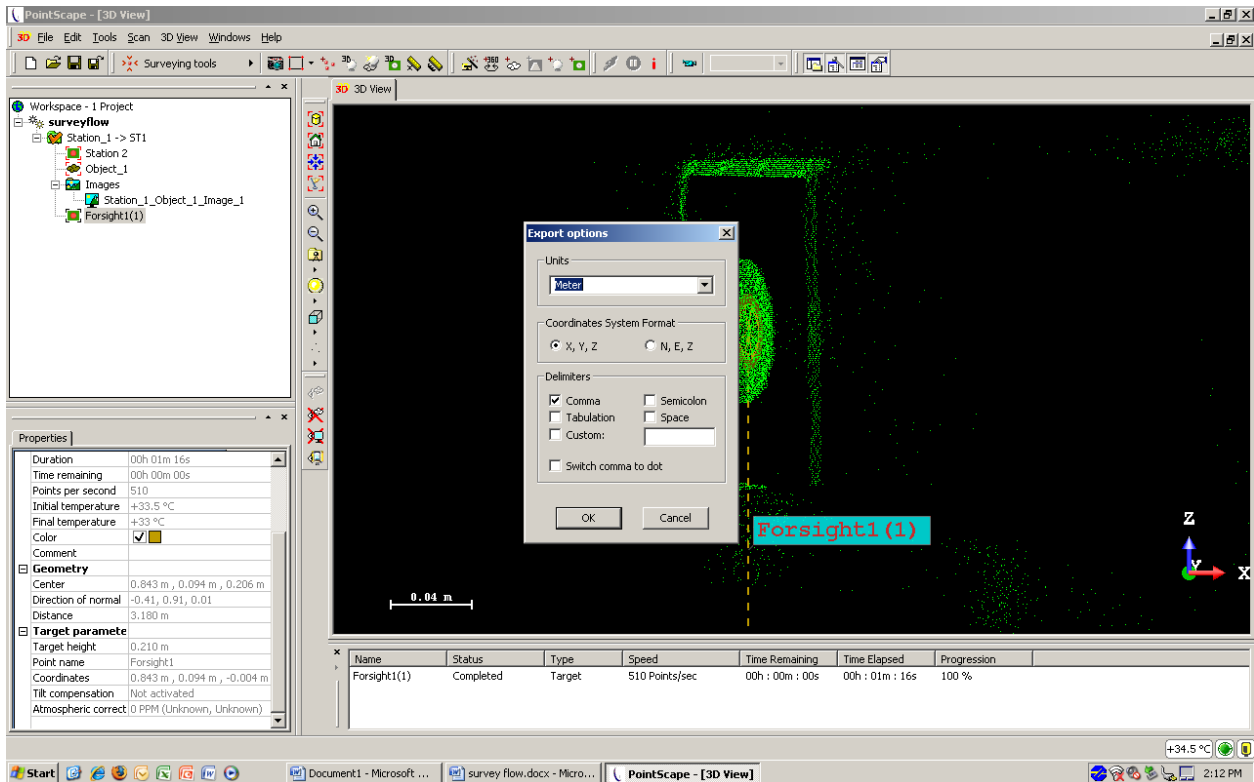 PointScape - [3D View]
3D File Edit Tools Scan 3D View Windows Help
Surveying tools
3D 3D View
Workspace - 1 Project
surveyflow
Station_1 -> ST1
Station 2
Object_1
Images
Station_1_Object_1_Image_1
Forsight1(1)
Export options
Units
Meter
Coordinates System Format
X, Y, Z N, E, Z
Delimiters
Comma Semicolon
Tabulation Space
Custom:
Switch comma to dot
OK Cancel
Forsight1(1)
Z
Y
X
0.04 m
Properties
Duration 00h 01m 16s
Time remaining 00h 00m 00s
Points per second 510
Initial temperature +33.5 °C
Final temperature +33 °C
Color
Comment
Geometry
Center 0.843 m , 0.094 m , 0.206 m
Direction of normal -0.41, 0.91, 0.01
Distance 3.180 m
Target paramete
Target height 0.210 m
Point name Forsight1
Coordinates 0.843 m , 0.094 m , -0.004 m
Tilt compensation Not activated
Atmospheric correct 0 PPM (Unknown, Unknown)
Name Status Type Speed Time Remaining Time Elapsed Progression
Forsight1(1) Completed Target 510 Points/sec 00h : 00m : 00s 00h : 01m : 16s 100 %
+34.5 °C
Start Document1 - Microsoft ... survey flow.docx - Micro... PointScape - [3D View] 2:12 PM